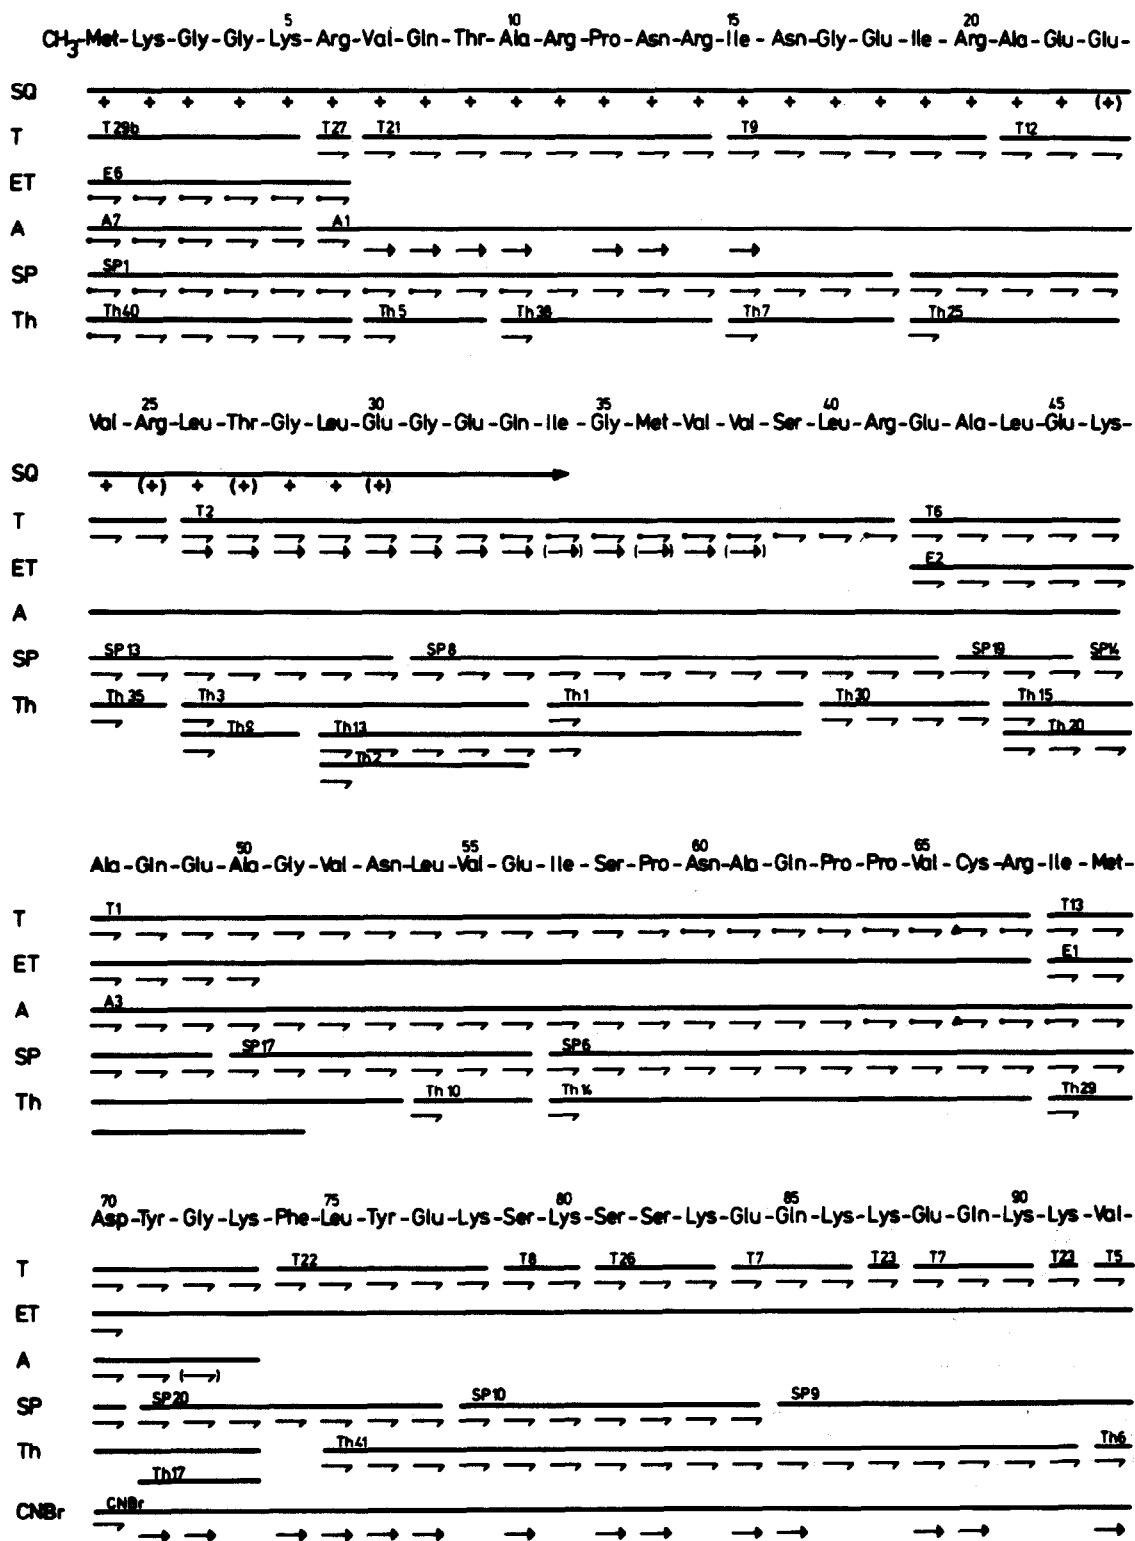 5 10 15 20
CH3-Met-Lys-Gly-Gly-Lys-Arg-Val-Gln-Thr-Ala-Arg-Pro-Asn-Arg-Ile-Asn-Gly-Glu-Ile-Arg-Ala-Glu-Glu-
SQ
+ + + + + + + + + + + + + + + + + + + + + + (+)
T T29b T27 T21 T9 T12
ET E6
A A7 A1
SP SP1
Th Th40 Th5 Th38 Th7 Th25
25 30 35 40 45
Val-Arg-Leu-Thr-Gly-Leu-Glu-Gly-Glu-Gln-Ile-Gly-Met-Val-Val-Ser-Leu-Arg-Glu-Ala-Leu-Glu-Lys-
SQ
+ (+) + (+) + + (+)
T T2 T6
ET E2
A
SP SP13 SP8 SP19 SP14
Th Th35 Th3 Th1 Th30 Th15
Th9 Th13 Th20
Th2
50 55 60 65
Ala-Gln-Glu-Ala-Gly-Val-Asn-Leu-Val-Glu-Ile-Ser-Pro-Asn-Ala-Gln-Pro-Pro-Val-Cys-Arg-Ile-Met-
T T1 T13
ET E1
A A3
SP SP17 SP6
Th Th10 Th14 Th29
70 75 80 85 90
Asp-Tyr-Gly-Lys-Phe-Leu-Tyr-Glu-Lys-Ser-Lys-Ser-Ser-Lys-Glu-Gln-Lys-Lys-Glu-Gln-Lys-Lys-Val-
T T22 T8 T26 T7 T23 T7 T23 T5
ET
A
SP SP20 SP10 SP9
Th Th41 Th6
Th17
CNBr CNBr